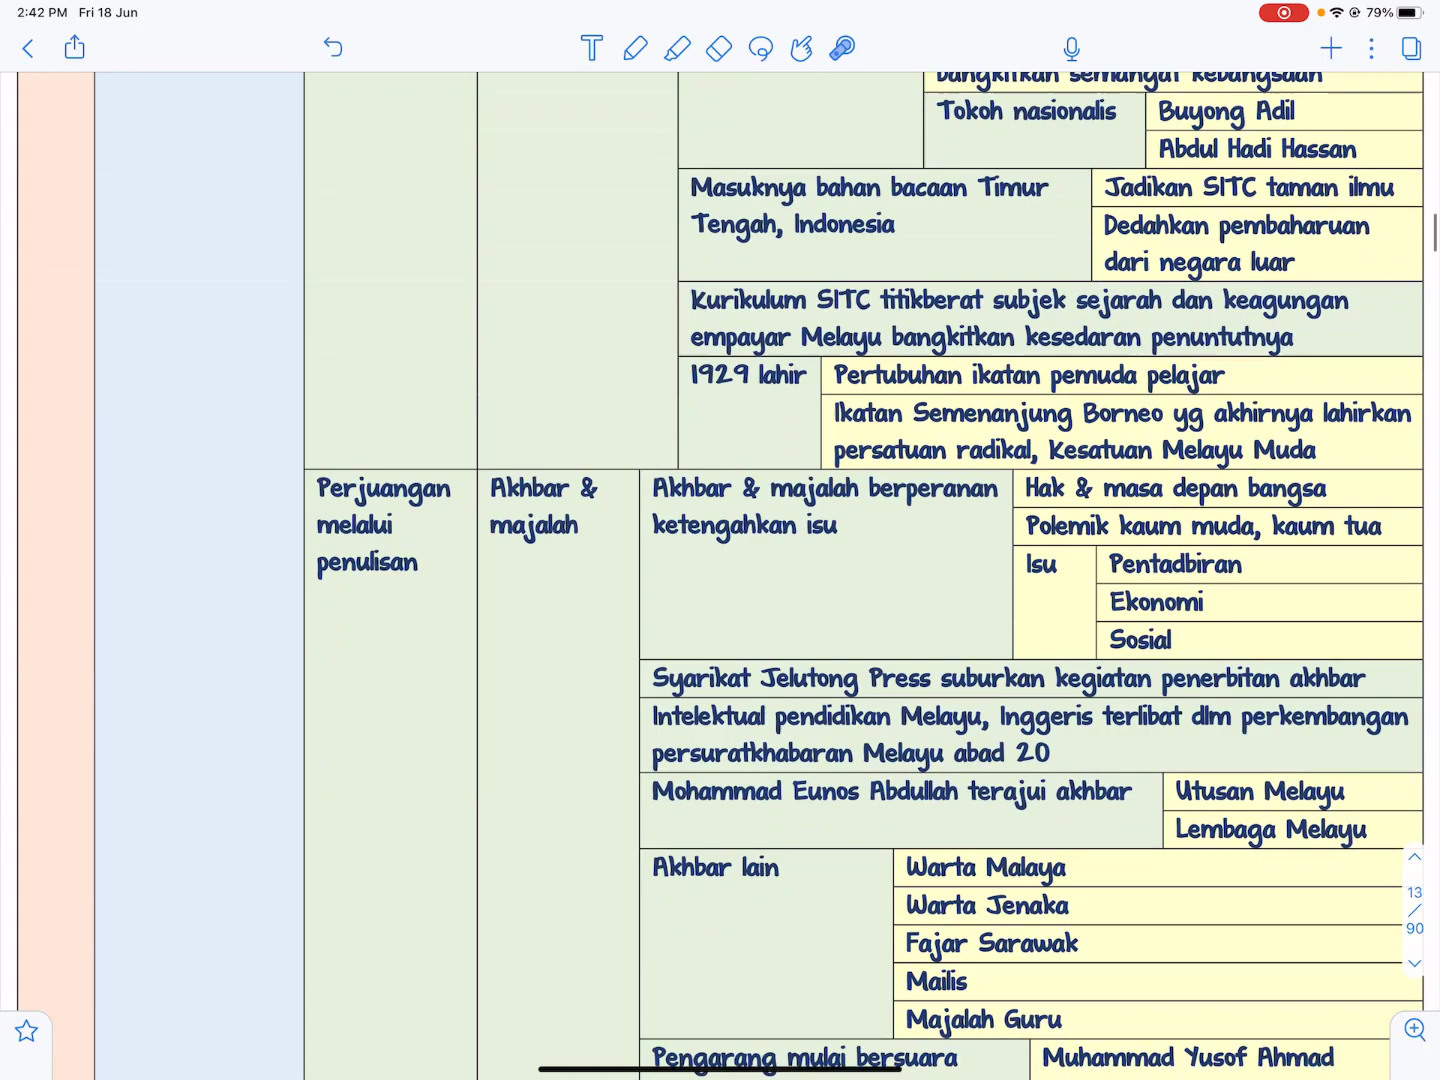 2:42 PM Fri 18 Jun
79%
bangkitkan semangat kebangsaan
Tokoh nasionalis
Buyong Adil
Abdul Hadi Hassan
Masuknya bahan bacaan Timur
Tengah, Indonesia
Jadikan SITC taman ilmu
Dedahkan pembaharuan
dari negara luar
Kurikulum SITC titikberat subjek sejarah dan keagungan
empayar Melayu bangkitkan kesedaran penuntutnya
1929 lahir
Pertubuhan ikatan pemuda pelajar
Ikatan Semenanjung Borneo yg akhirnya lahirkan
persatuan radikal, Kesatuan Melayu Muda
Perjuangan
melalui
penulisan
Akhbar &
majalah
Akhbar & majalah berperanan
ketengahkan isu
Hak & masa depan bangsa
Polemik kaum muda, kaum tua
Isu
Pentadbiran
Ekonomi
Sosial
Syarikat Jelutong Press suburkan kegiatan penerbitan akhbar
Intelektual pendidikan Melayu, Inggeris terlibat dlm perkembangan
persuratkhabaran Melayu abad 20
Mohammad Eunos Abdullah terajui akhbar
Utusan Melayu
Lembaga Melayu
Akhbar lain
Warta Malaya
Warta Jenaka
Fajar Sarawak
Majlis
Majalah Guru
Pengarang mulai bersuara
Muhammad Yusof Ahmad
13
/
90